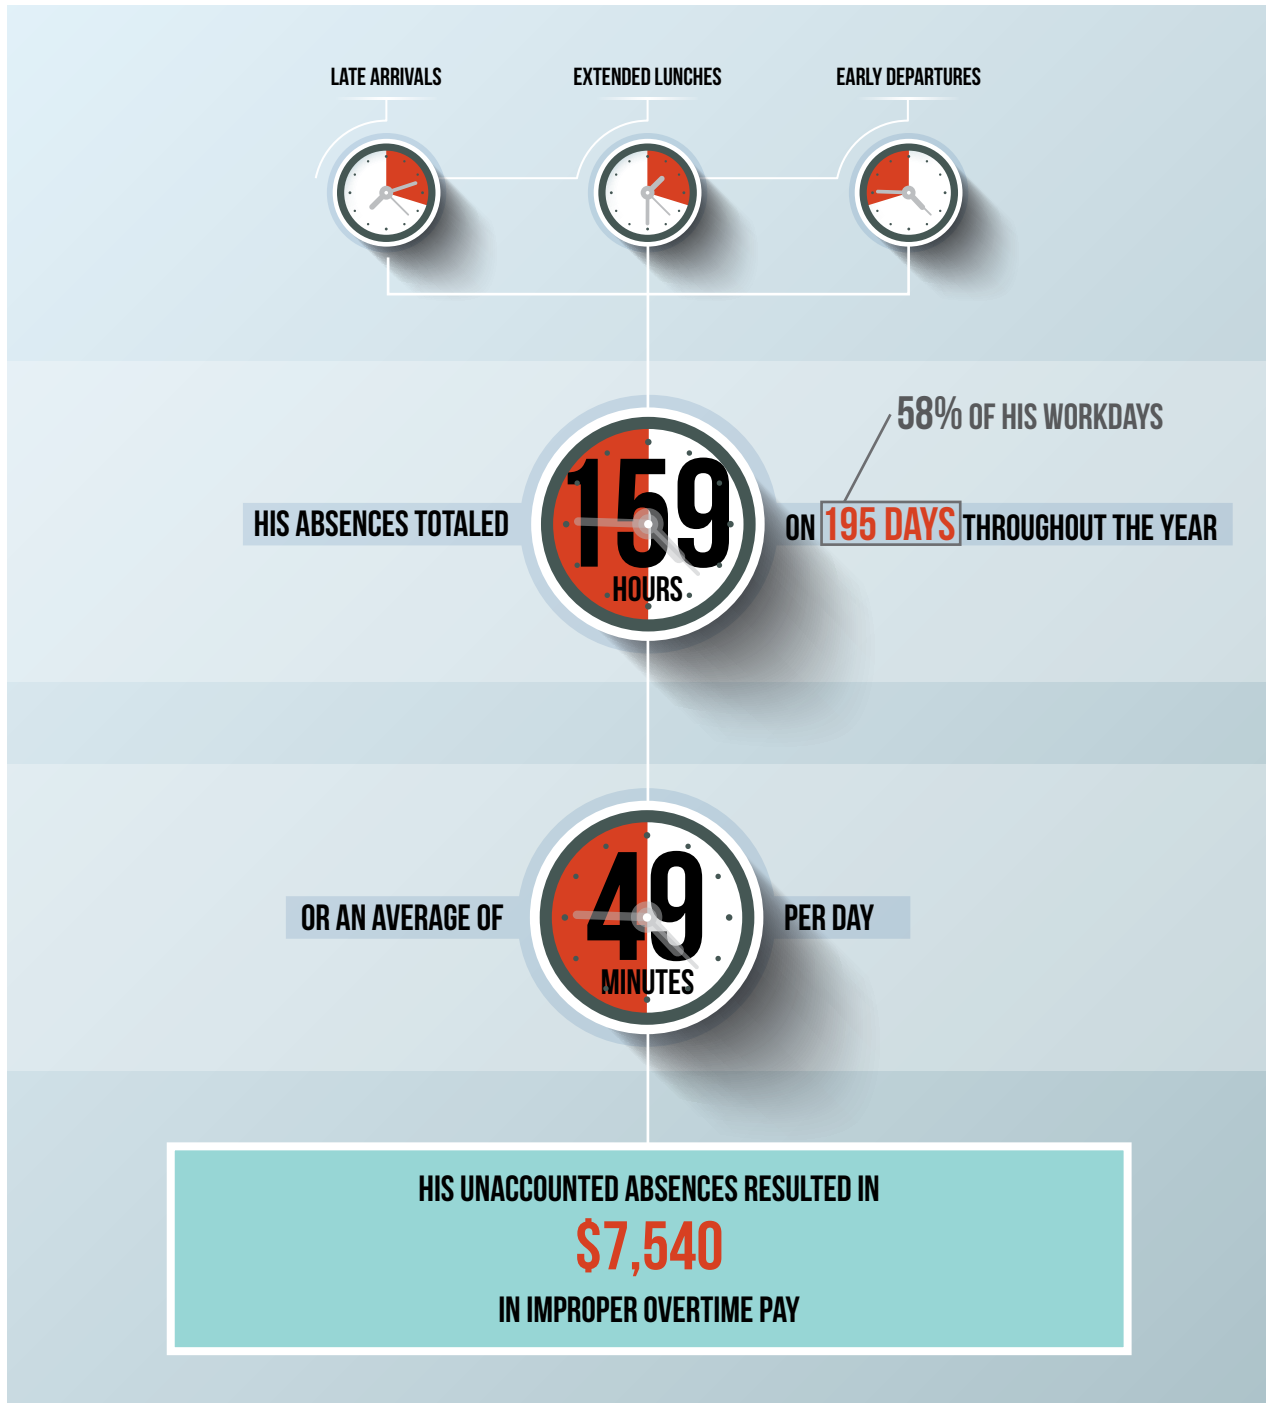 LATE ARRIVALS
EXTENDED LUNCHES
EARLY DEPARTURES
58% OF HIS WORKDAYS
HIS ABSENCES TOTALED
159
HOURS
ON 195 DAYS THROUGHOUT THE YEAR
OR AN AVERAGE OF
49
MINUTES
PER DAY
HIS UNACCOUNTED ABSENCES RESULTED IN
$7,540
IN IMPROPER OVERTIME PAY